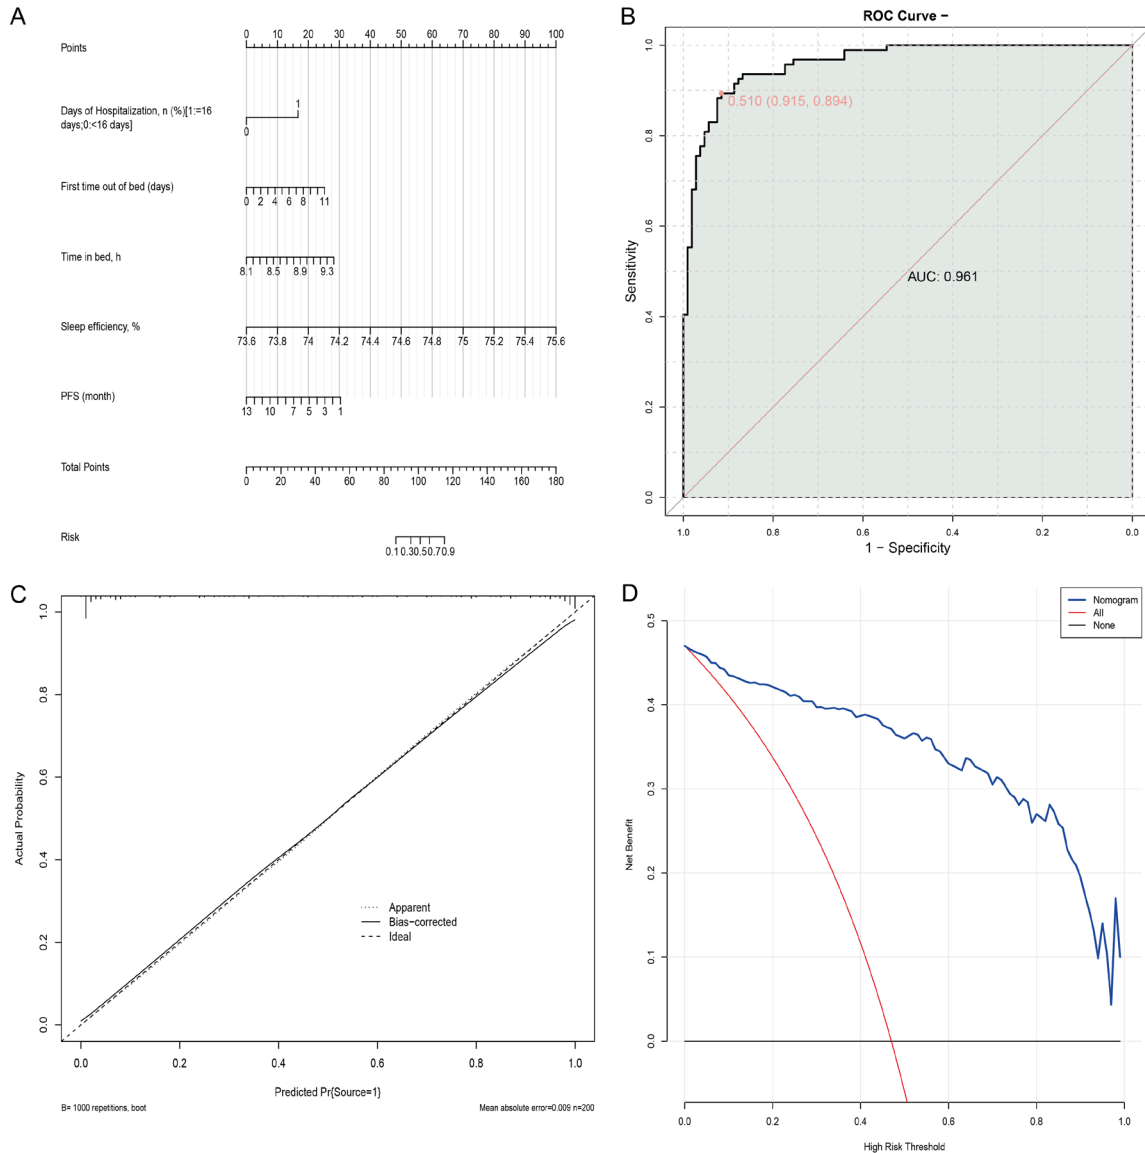 A
Points
0 10 20 30 40 50 60 70 80 90 100
Days of Hospitalization, n (%)[1:=16
days;0:<16 days]
1
0
First time out of bed (days)
0 2 4 6 8 11
Time in bed, h
8.1 8.5 8.9 9.3
Sleep efficiency, %
73.6 73.8 74 74.2 74.4 74.6 74.8 75 75.2 75.4 75.6
PFS (month)
13 10 7 5 3 1
Total Points
0 20 40 60 80 100 120 140 160 180
Risk
0.1 0.30.5 0.70.9
B
ROC Curve −
Sensitivity
1.0
0.8
0.6
0.4
0.2
0.0
0.510 (0.915, 0.894)
AUC: 0.961
1.0 0.8 0.6 0.4 0.2 0.0
1 − Specificity
C
Actual Probability
1.0
0.8
0.6
0.4
0.2
0.0
Apparent
Bias−corrected
Ideal
0.0 0.2 0.4 0.6 0.8 1.0
Predicted Pr{Source=1}
B= 1000 repetitions, boot
Mean absolute error=0.009 n=200
D
Nomogram
All
None
Net Benefit
0.5
0.4
0.3
0.2
0.1
0.0
0.0 0.2 0.4 0.6 0.8 1.0
High Risk Threshold